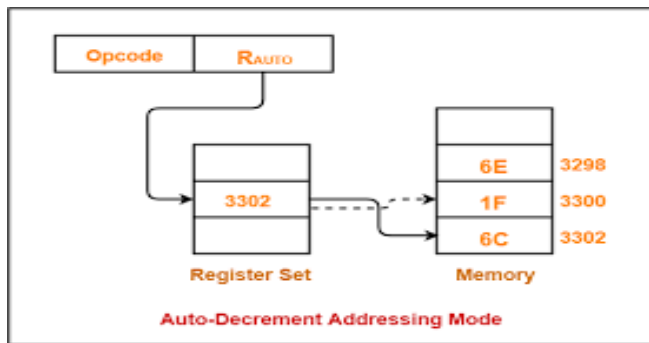 Opcode RAUTO
6E 3298
3302 1F 3300
6C 3302
Register Set Memory
Auto-Decrement Addressing Mode